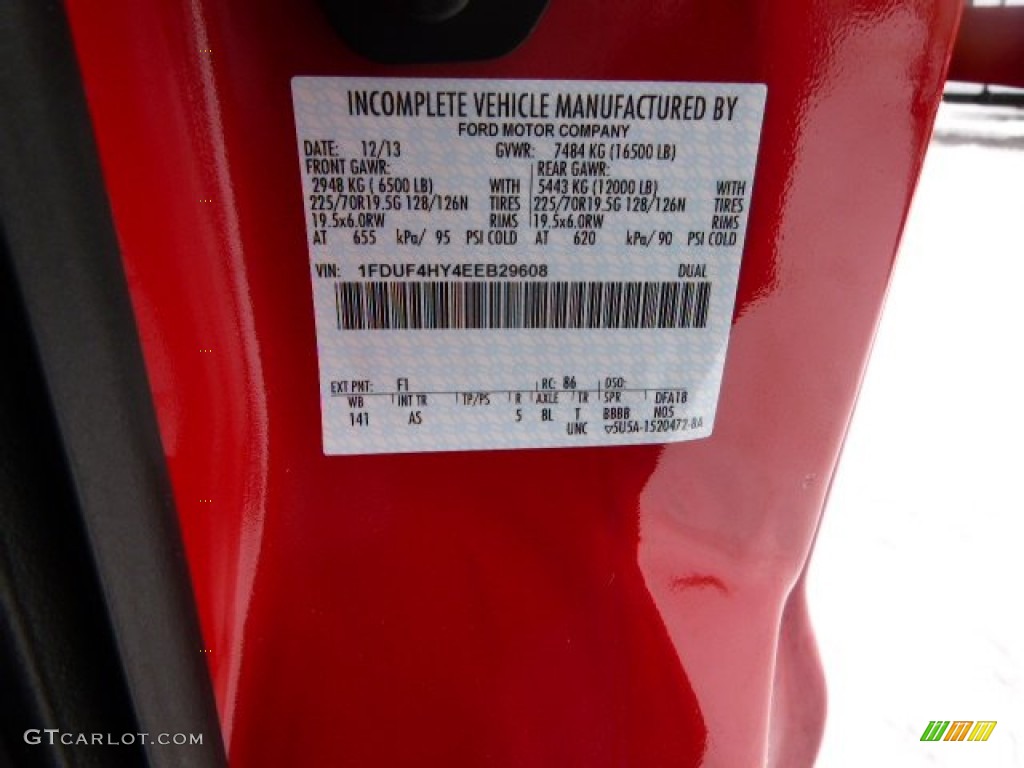 INCOMPLETE VEHICLE MANUFACTURED BY
FORD MOTOR COMPANY
DATE: 12/13 GVWR: 7484 KG (16500 LB)
FRONT GAWR: REAR GAWR:
2948 KG ( 6500 LB) WITH 5443 KG (12000 LB) WITH
225/70R19.5G 128/126N TIRES 225/70R19.5G 128/126N TIRES
19.5x6.0RW RIMS 19.5x6.0RW RIMS
AT 655 kPa/ 95 PSI COLD AT 620 kPa/ 90 PSI COLD
VIN: 1FDUF4HY4EEB29608 DUAL
EXT PNT: F1 RC: 86 DSO:
WB INT TR TP/PS R AXLE TR SPR DFA18
141 AS 5 8L T BBBB N05
UNC ▽5U5A-1520472-8A
GTCARLOT.COM